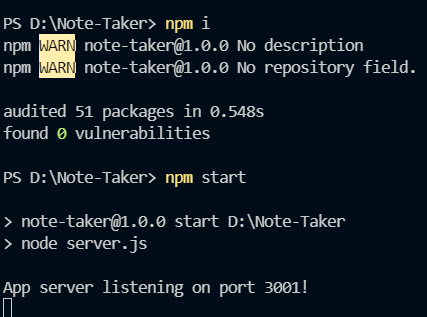 PS D:\Note-Taker> npm i
npm WARN note-taker@1.0.0 No description
npm WARN note-taker@1.0.0 No repository field.
audited 51 packages in 0.548s
found 0 vulnerabilities
PS D:\Note-Taker> npm start
> note-taker@1.0.0 start D:\Note-Taker
> node server.js
App server listening on port 3001!